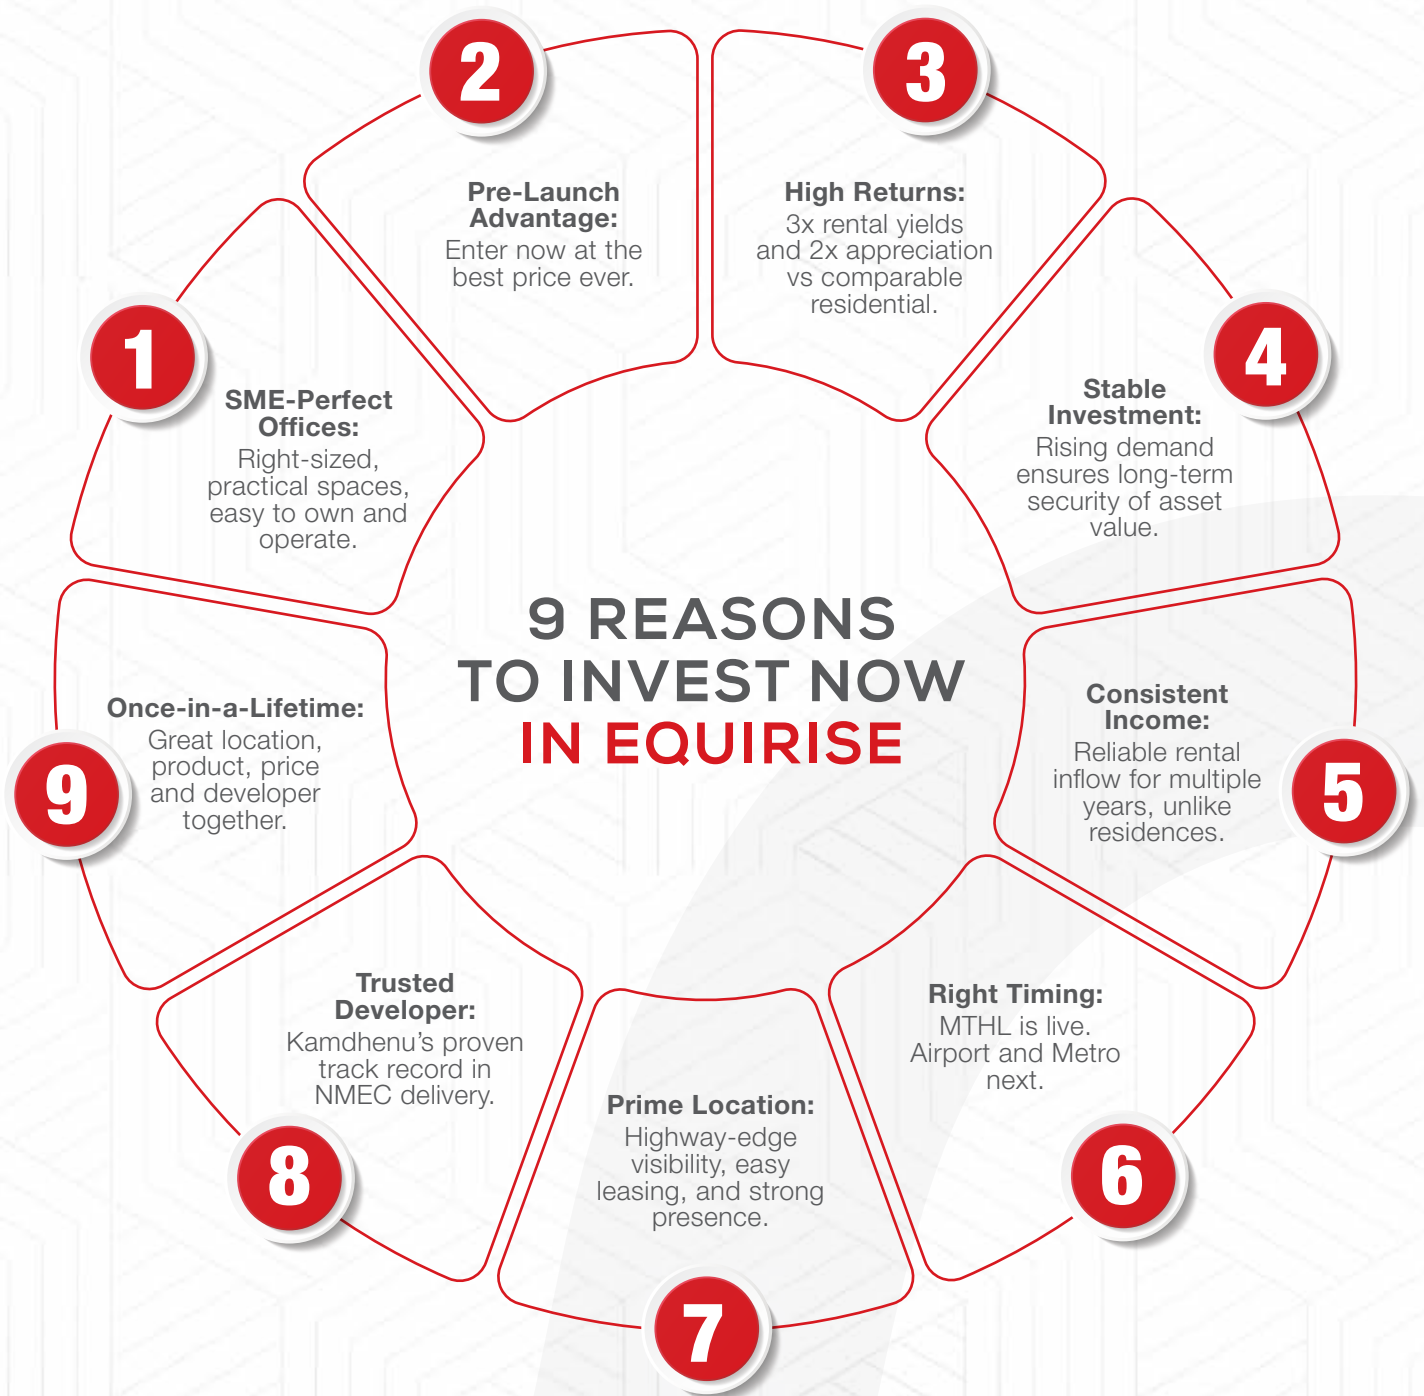 9 REASONS
TO INVEST NOW
IN EQUIRISE
1
SME-Perfect
Offices:
Right-sized,
practical spaces,
easy to own and
operate.
2
Pre-Launch
Advantage:
Enter now at the
best price ever.
3
High Returns:
3x rental yields
and 2x appreciation
vs comparable
residential.
4
Stable
Investment:
Rising demand
ensures long-term
security of asset
value.
5
Consistent
Income:
Reliable rental
inflow for multiple
years, unlike
residences.
6
Right Timing:
MTHL is live.
Airport and Metro
next.
7
Prime Location:
Highway-edge
visibility, easy
leasing, and strong
presence.
8
Trusted
Developer:
Kamdhenu's proven
track record in
NMEC delivery.
9
Once-in-a-Lifetime:
Great location,
product, price
and developer
together.